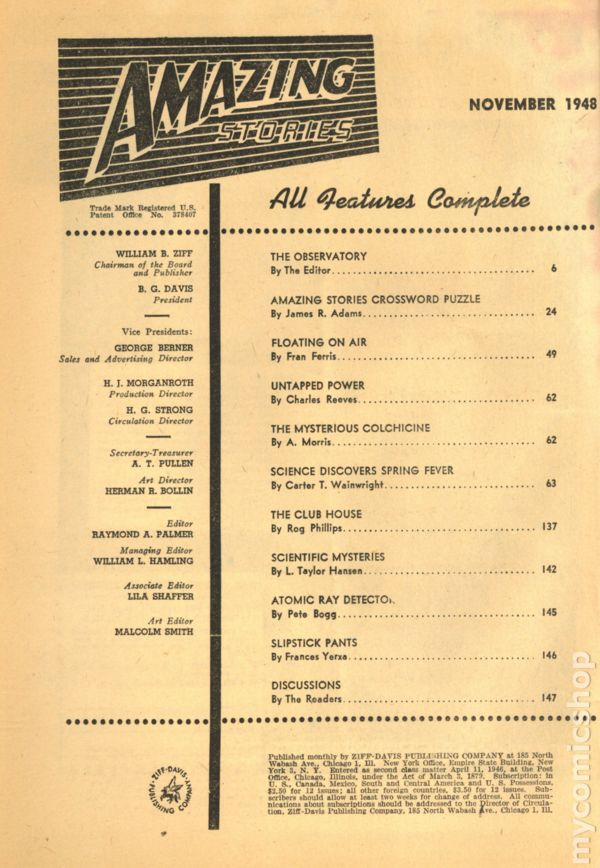 AMAZING
STORIES
NOVEMBER 1948
Trade Mark Registered U.S.
Patent Office No. 378407
All Features Complete
WILLIAM B. ZIFF
Chairman of the Board
and Publisher
B. G. DAVIS
President
Vice Presidents:
GEORGE BERNER
Sales and Advertising Director
H. J. MORGANROTH
Production Director
H. G. STRONG
Circulation Director
Secretary-Treasurer
A. T. PULLEN
Art Director
HERMAN R. BOLLIN
Editor
RAYMOND A. PALMER
Managing Editor
WILLIAM L. HAMLING
Associate Editor
LILA SHAFFER
Art Editor
MALCOLM SMITH
THE OBSERVATORY
By The Editor 6
AMAZING STORIES CROSSWORD PUZZLE
By James R. Adams 24
FLOATING ON AIR
By Fran Ferris 49
UNTAPPED POWER
By Charles Reeves 62
THE MYSTERIOUS COLCHICINE
By A. Morris 62
SCIENCE DISCOVERS SPRING FEVER
By Carter T. Wainwright 63
THE CLUB HOUSE
By Rog Phillips 137
SCIENTIFIC MYSTERIES
By L. Taylor Hansen 142
ATOMIC RAY DETECTO
By Pete Bogg 145
SLIPSTICK PANTS
By Frances Yerxa 146
DISCUSSIONS
By The Readers 147
ZIFF-DAVIS
PUBLISHING COMPANY
Published monthly by ZIFF-DAVIS PUBLISHING COMPANY at 185 North
Wabash Ave., Chicago 1, Ill. New York Office, Empire State Building, New
York 3, N. Y. Entered as second class matter April 11, 1946, at the Post
Office, Chicago, Illinois, under the Act of March 3, 1879. Subscription: in
U. S., Canada, Mexico, South and Central America and U. S. Possessions,
$2.50 for 12 issues; all other foreign countries, $3.50 for 12 issues. Sub-
scribers should allow at least two weeks for change of address. All commu-
nications about subscriptions should be addressed to the Director of Circula-
tion, Ziff-Davis Publishing Company, 185 North Wabash Ave., Chicago 1, Ill.
mycomicshop